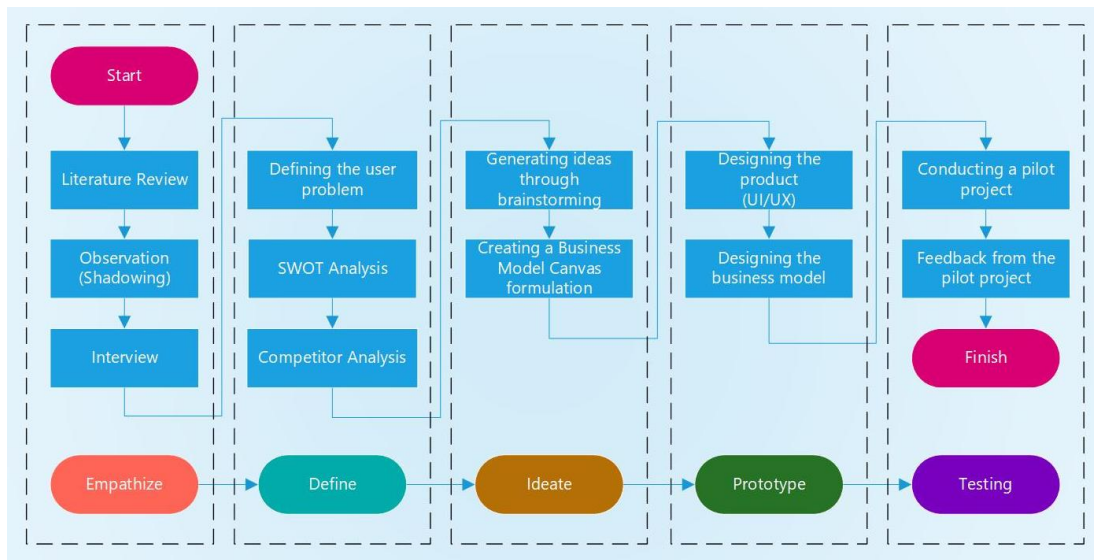 Start
Literature Review
Observation
(Shadowing)
Interview
Empathize
Defining the user
problem
SWOT Analysis
Competitor Analysis
Define
Generating ideas
through
brainstorming
Creating a Business
Model Canvas
formulation
Ideate
Designing the
product
(UI/UX)
Designing the
business model
Prototype
Conducting a pilot
project
Feedback from the
pilot project
Finish
Testing